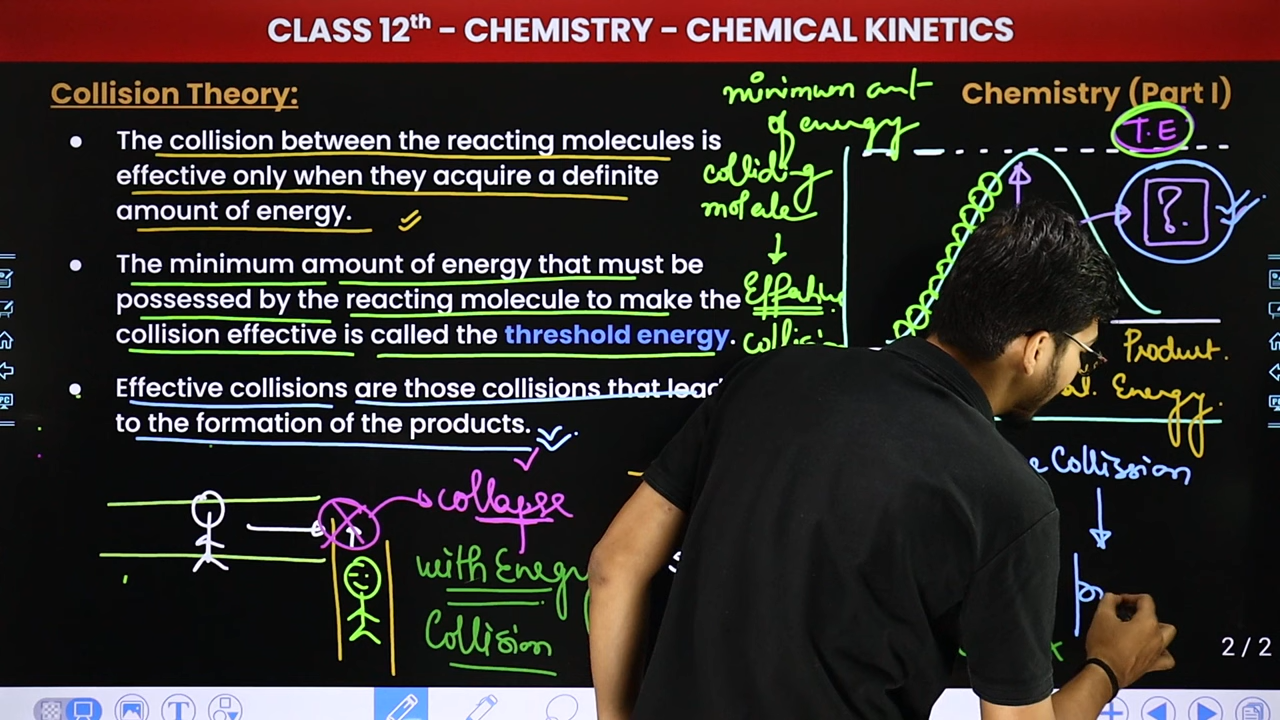 CLASS 12th - CHEMISTRY - CHEMICAL KINETICS
Collision Theory:
Chemistry (Part I)
The collision between the reacting molecules is
effective only when they acquire a definite
amount of energy.
The minimum amount of energy that must be
possessed by the reacting molecule to make the
collision effective is called the threshold energy.
Effective collisions are those collisions that lead
to the formation of the products.
minimum amt
of energy
colliding
T.E
?
Product.
Energy.
Collission
collapse
with Energy
Collision
2 / 2
T
PC